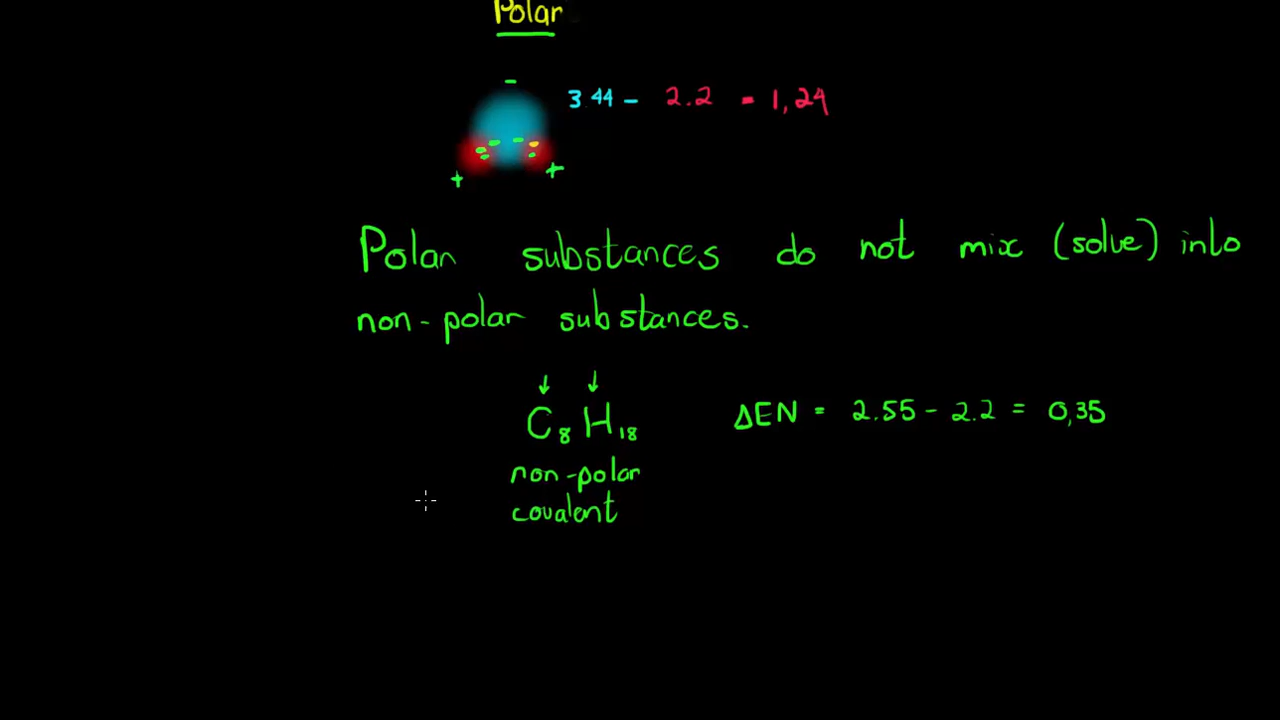 Polar
-
3 44 - 2.2 = 1,24
- - - - - -
+ +
Polar substances do not mix (solve) into
non-polar substances.
↓ ↓
C₈H₁₈ ΔEN = 2.55 - 2.2 = 0,35
non-polar
covalent